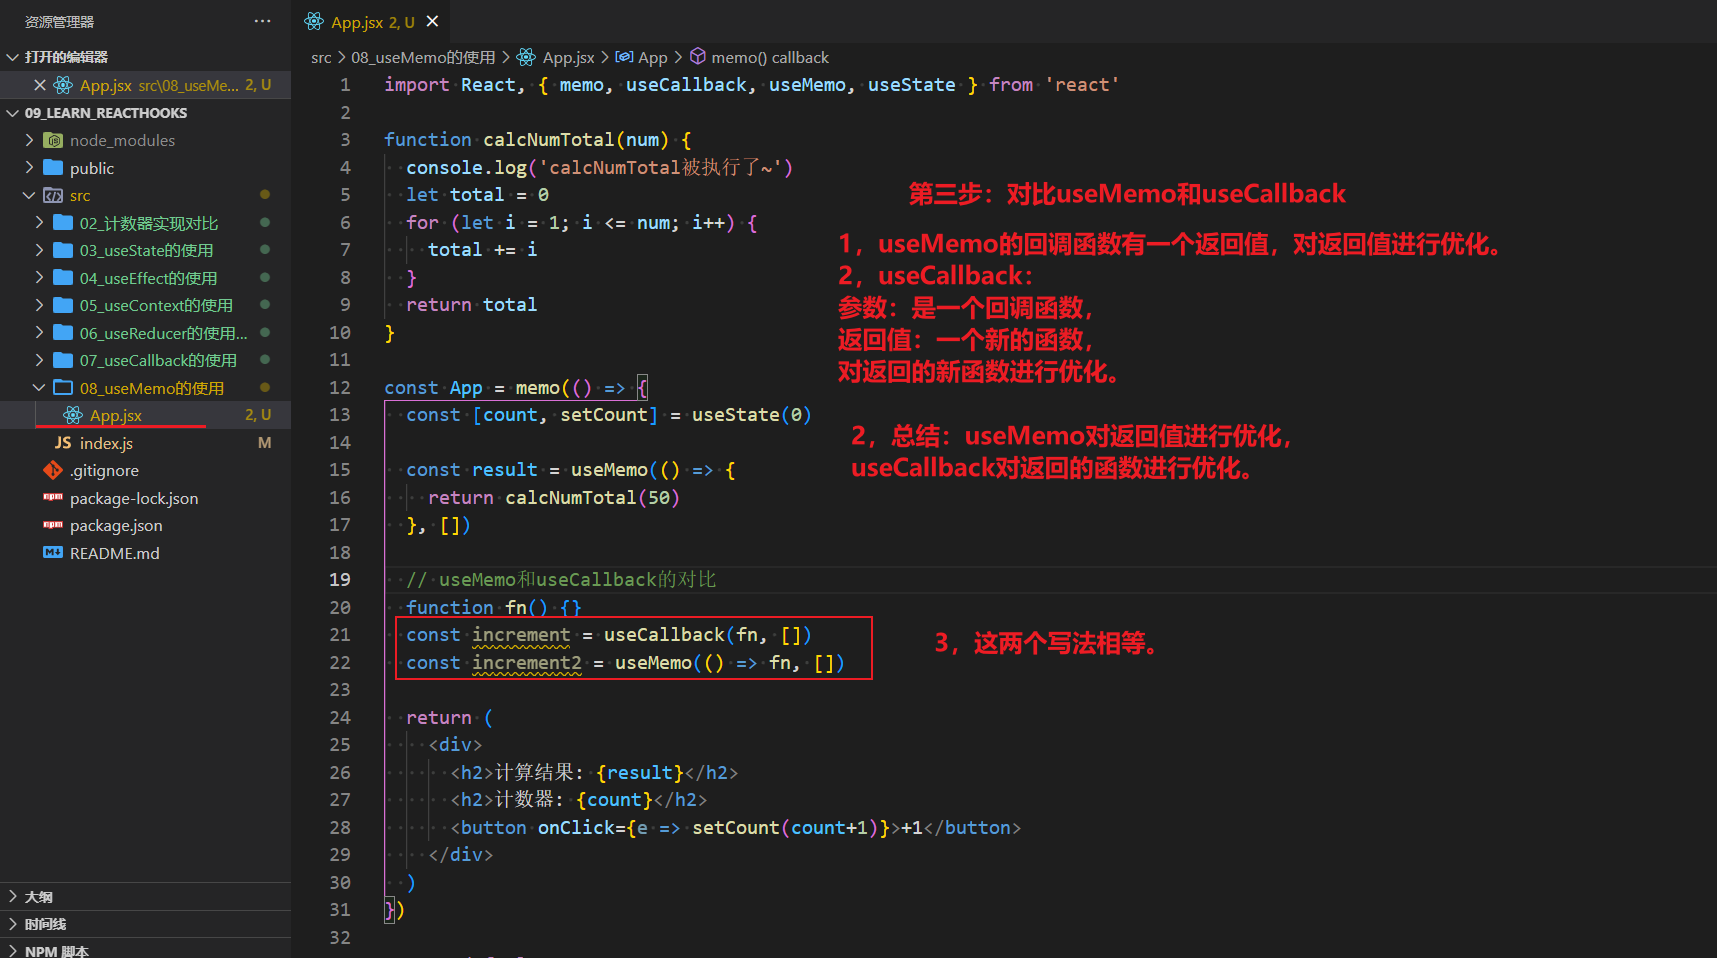 资源管理器
打开的编辑器
App.jsx src\08_useMe... 2, U
09_LEARN_REACTHOOKS
node_modules
public
src
02_计数器实现对比
03_useState的使用
04_useEffect的使用
05_useContext的使用
06_useReducer的使用...
07_useCallback的使用
08_useMemo的使用
App.jsx 2, U
JS index.js M
.gitignore
package-lock.json
package.json
README.md
大纲
时间线
NPM 脚本
App.jsx 2, U
src > 08_useMemo的使用 > App.jsx > App > memo() callback
1 import React, { memo, useCallback, useMemo, useState } from 'react'
2
3 function calcNumTotal(num) {
4 console.log('calcNumTotal被执行了~')
5 let total = 0
6 for (let i = 1; i <= num; i++) {
7 total += i
8 }
9 return total
10 }
11
12 const App = memo(() => {
13 const [count, setCount] = useState(0)
14
15 const result = useMemo(() => {
16 return calcNumTotal(50)
17 }, [])
18
19 // useMemo和useCallback的对比
20 function fn() {}
21 const increment = useCallback(fn, [])
22 const increment2 = useMemo(() => fn, [])
23
24 return (
25 <div>
26 <h2>计算结果: {result}</h2>
27 <h2>计数器: {count}</h2>
28 <button onClick={e => setCount(count+1)}>+1</button>
29 </div>
30 )
31 })
32
第三步：对比useMemo和useCallback
1，useMemo的回调函数有一个返回值，对返回值进行优化。
2，useCallback：
参数：是一个回调函数，
返回值：一个新的函数，
对返回的新函数进行优化。
2，总结：useMemo对返回值进行优化，
useCallback对返回的函数进行优化。
3，这两个写法相等。